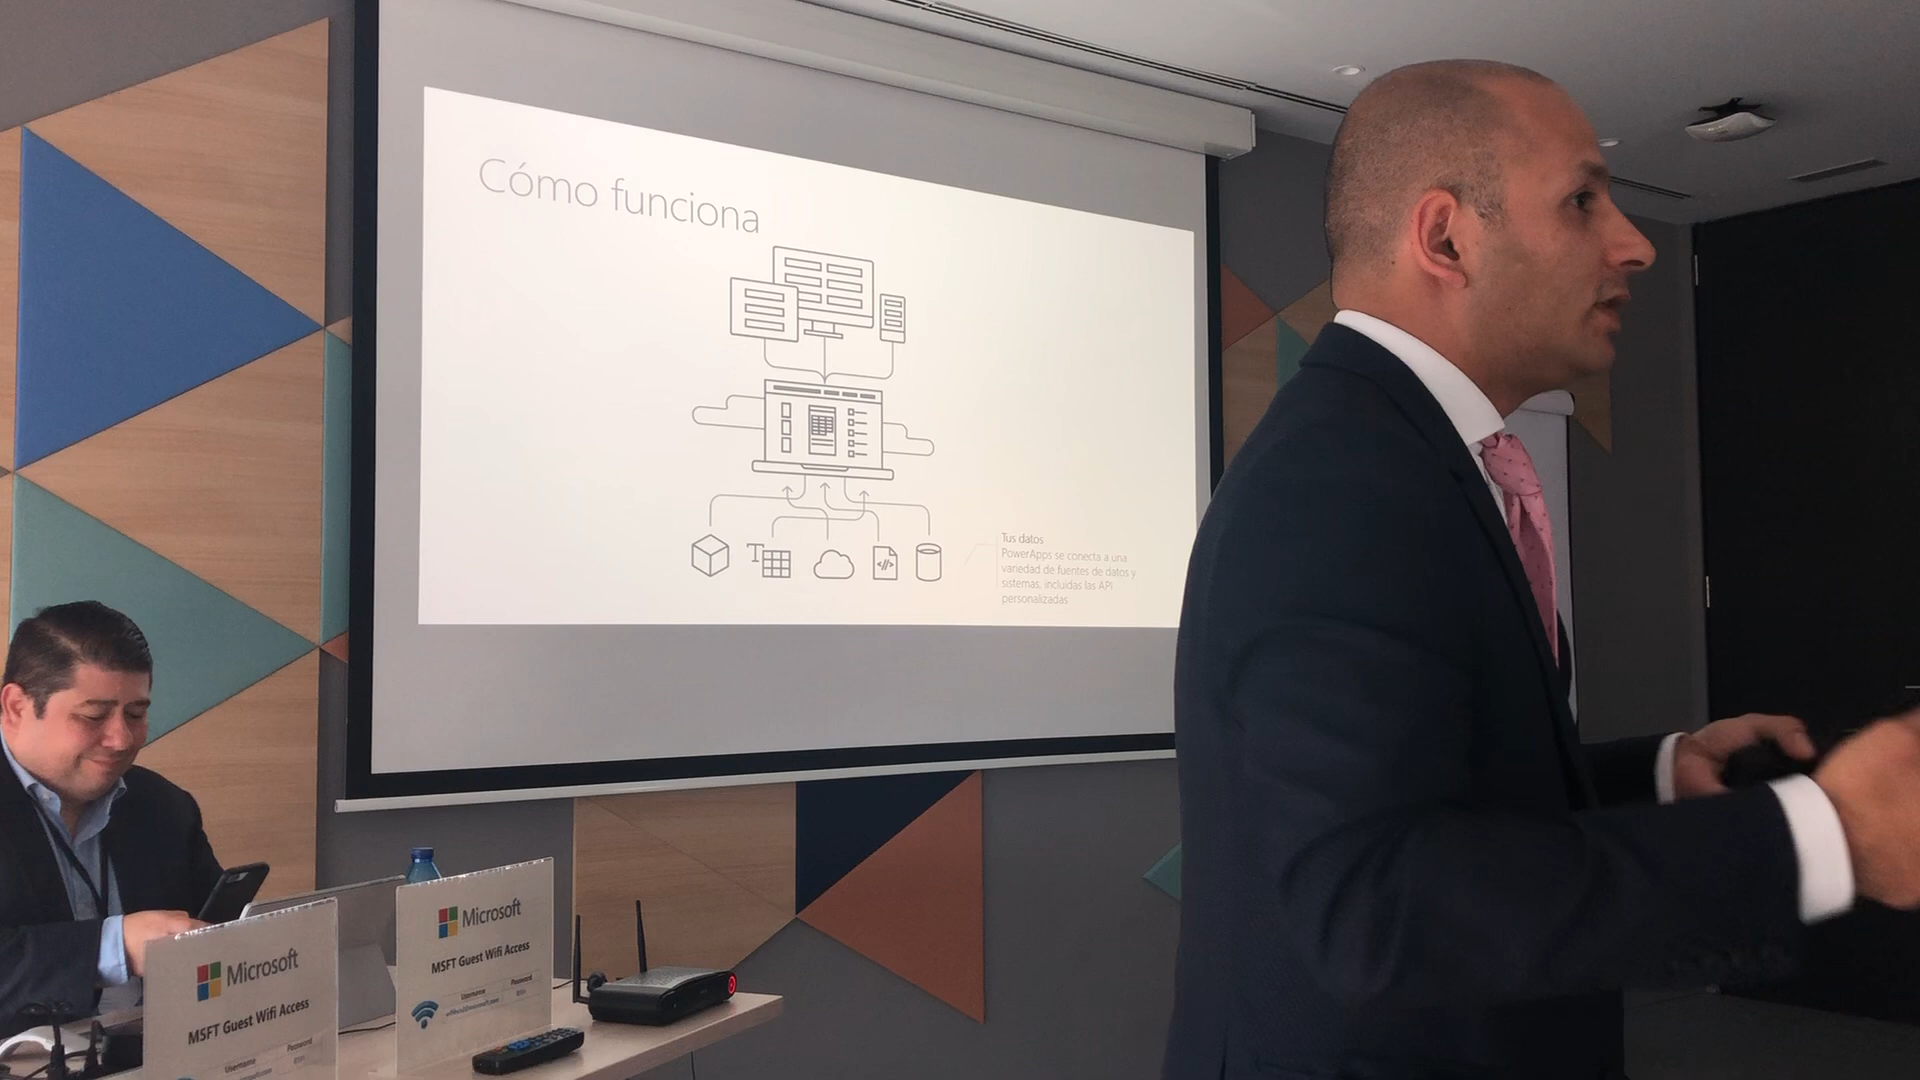 Cómo funciona
Tus datos
PowerApps se conecta a una
variedad de fuentes de datos y
sistemas, incluidas las API
personalizadas
Microsoft
MSFT Guest Wifi Access
Username Password
Microsoft
MSFT Guest Wifi Access
Username Password